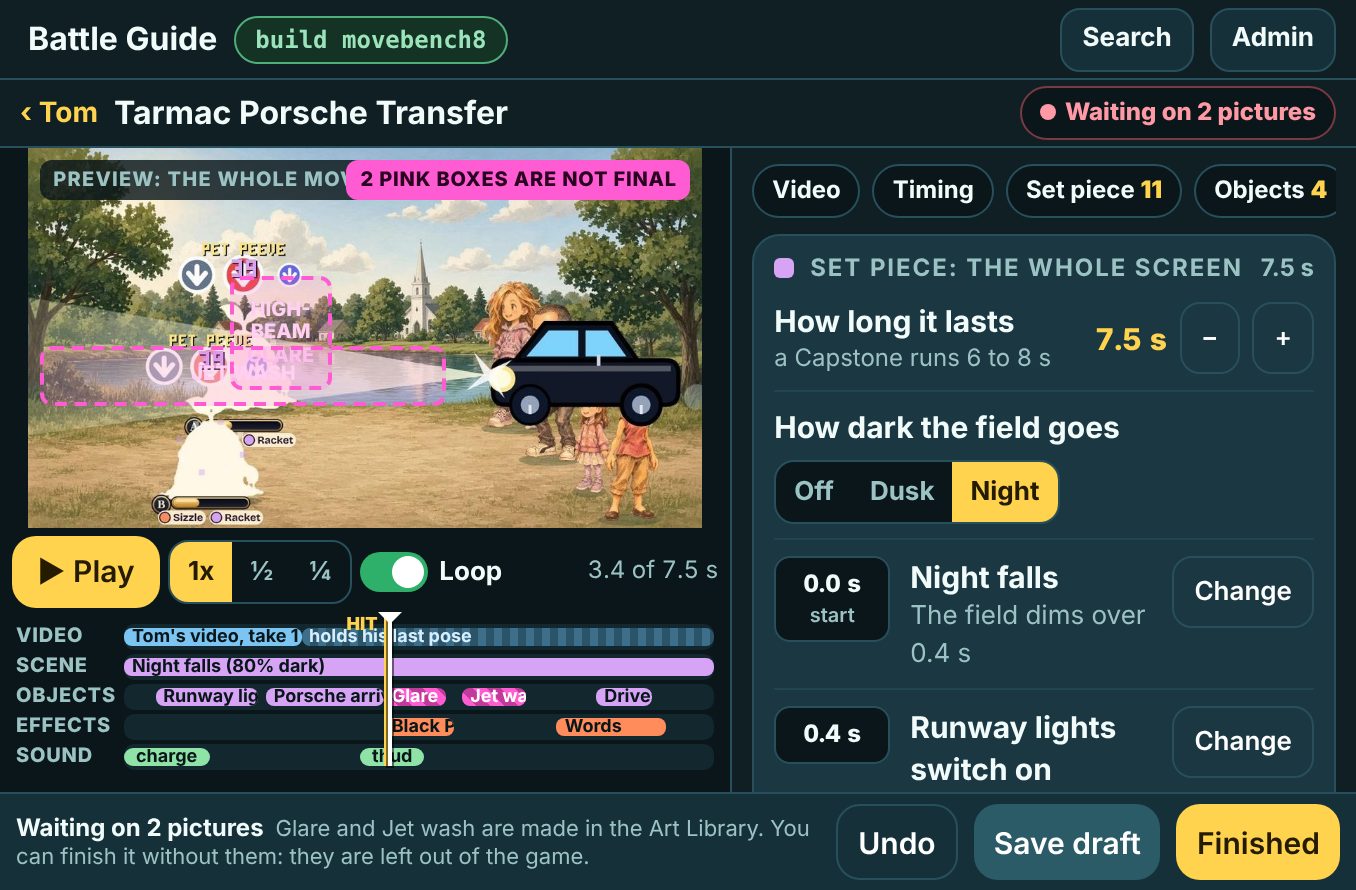 Battle Guide
build movebench8
Search
Admin
‹ Tom
Tarmac Porsche Transfer
Waiting on 2 pictures
PREVIEW: THE WHOLE MOV
2 PINK BOXES ARE NOT FINAL
PET PEEVE
HIGH-
BEAM
GLARE
PET PEEVE
A
Racket
B
Sizzle
Racket
Video
Timing
Set piece 11
Objects 4
SET PIECE: THE WHOLE SCREEN
7.5 s
How long it lasts
a Capstone runs 6 to 8 s
7.5 s
−
+
How dark the field goes
Off
Dusk
Night
0.0 s
start
Night falls
The field dims over
0.4 s
Change
0.4 s
Runway lights
switch on
Change
Play
1x
½
¼
Loop
3.4 of 7.5 s
HIT
VIDEO
Tom's video, take 1
holds his last pose
SCENE
Night falls (80% dark)
OBJECTS
Runway lig
Porsche arri
Glare
Jet wa
Drive
EFFECTS
Black P
Words
SOUND
charge
thud
Waiting on 2 pictures Glare and Jet wash are made in the Art Library. You
can finish it without them: they are left out of the game.
Undo
Save draft
Finished